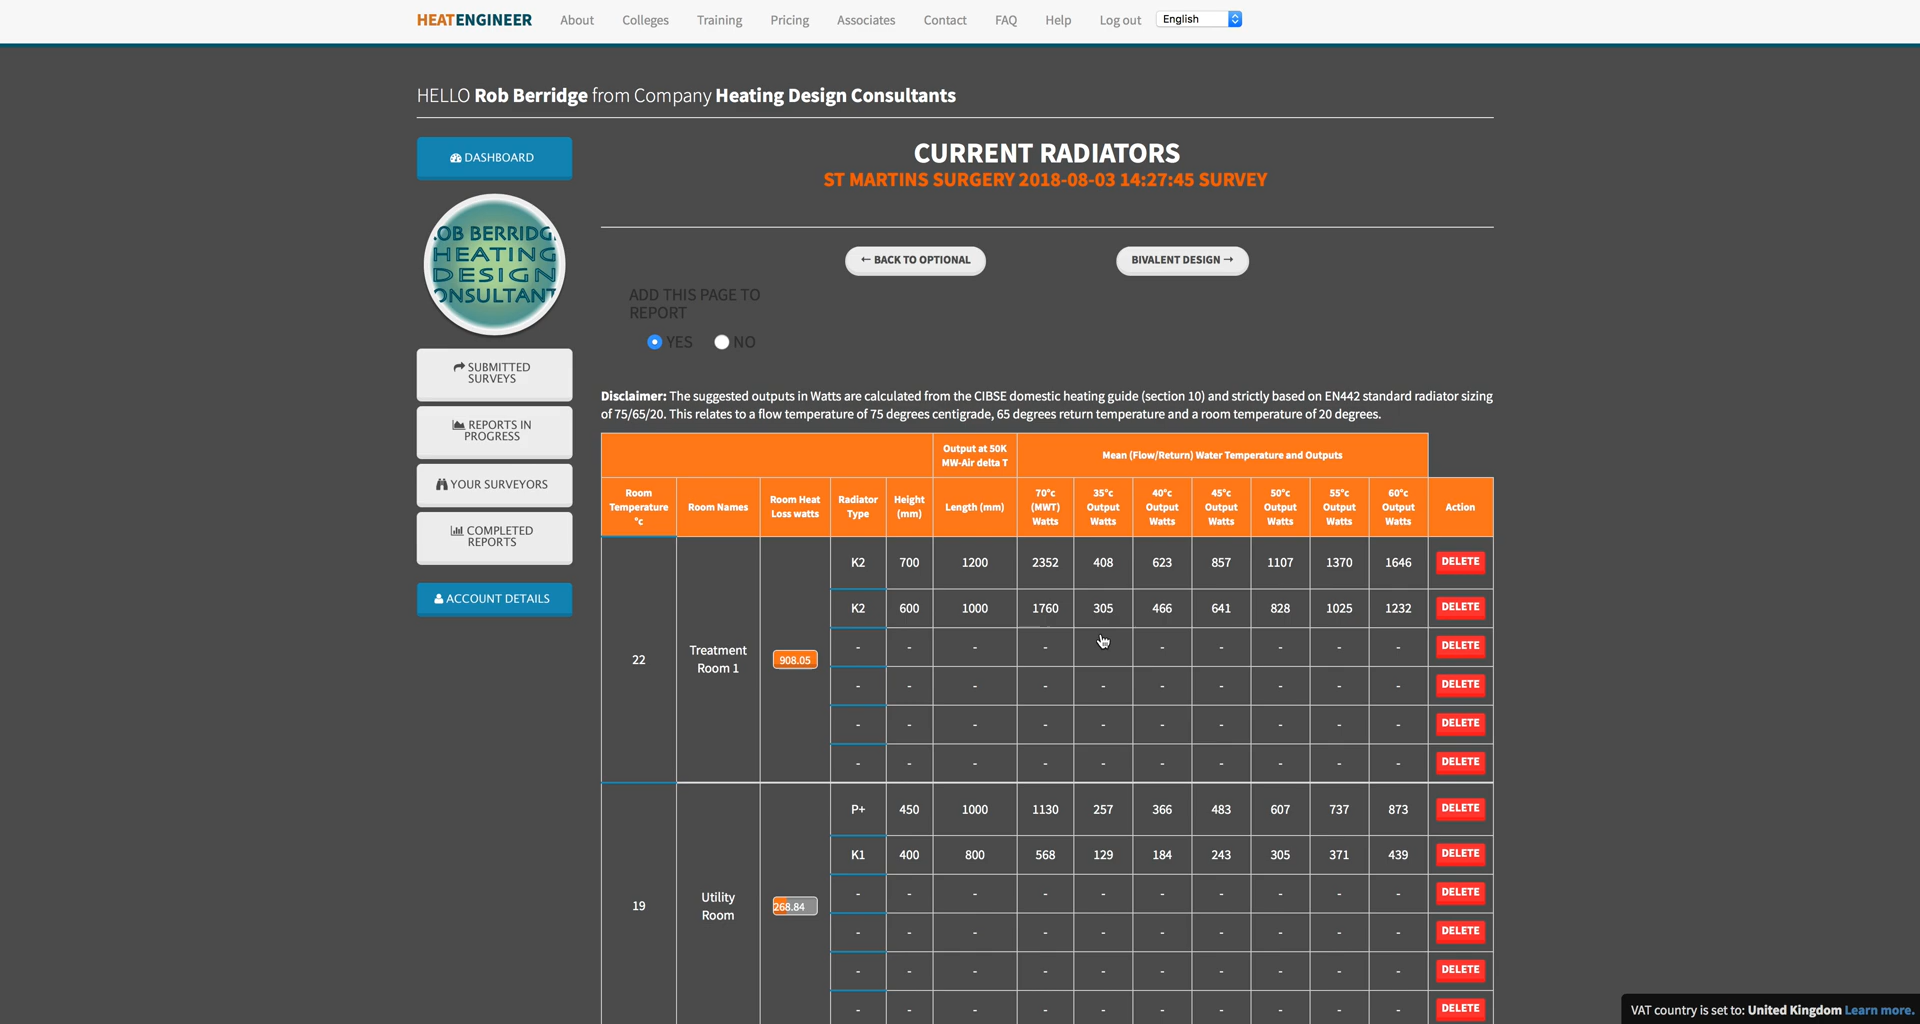 HEATENGINEER About Colleges Training Pricing Associates Contact FAQ Help Log out English
HELLO Rob Berridge from Company Heating Design Consultants
DASHBOARD
OB BERRIDG
HEATING
DESIGN
ONSULTANT
SUBMITTED
SURVEYS
REPORTS IN
PROGRESS
YOUR SURVEYORS
COMPLETED
REPORTS
ACCOUNT DETAILS
CURRENT RADIATORS
ST MARTINS SURGERY 2018-08-03 14:27:45 SURVEY
← BACK TO OPTIONAL BIVALENT DESIGN →
ADD THIS PAGE TO
REPORT
YES NO
Disclaimer: The suggested outputs in Watts are calculated from the CIBSE domestic heating guide (section 10) and strictly based on EN442 standard radiator sizing
of 75/65/20. This relates to a flow temperature of 75 degrees centigrade, 65 degrees return temperature and a room temperature of 20 degrees.
Output at 50K
MW-Air delta T
Mean (Flow/Return) Water Temperature and Outputs
Room
Temperature
°c
Room Names
Room Heat
Loss watts
Radiator
Type
Height
(mm)
Length (mm)
70°c
(MWT)
Watts
35°c
Output
Watts
40°c
Output
Watts
45°c
Output
Watts
50°c
Output
Watts
55°c
Output
Watts
60°c
Output
Watts
Action
22
Treatment
Room 1
908.05
K2 700 1200 2352 408 623 857 1107 1370 1646 DELETE
K2 600 1000 1760 305 466 641 828 1025 1232 DELETE
- - - - - - - - - - DELETE
- - - - - - - - - - DELETE
- - - - - - - - - - DELETE
- - - - - - - - - - DELETE
19
Utility
Room
268.84
P+ 450 1000 1130 257 366 483 607 737 873 DELETE
K1 400 800 568 129 184 243 305 371 439 DELETE
- - - - - - - - - - DELETE
- - - - - - - - - - DELETE
- - - - - - - - - - DELETE
- - - - - - - - - - DELETE
VAT country is set to: United Kingdom Learn more.